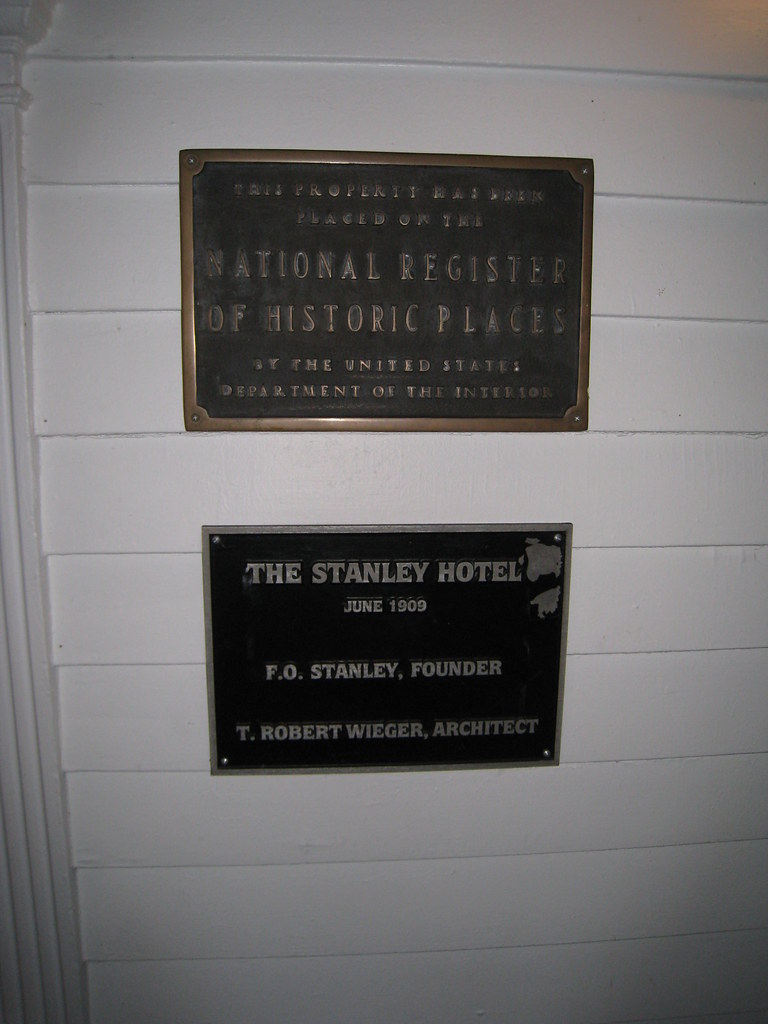 THIS PROPERTY HAS BEEN
PLACED ON THE
NATIONAL REGISTER
OF HISTORIC PLACES
BY THE UNITED STATES
DEPARTMENT OF THE INTERIOR
THE STANLEY HOTEL
JUNE 1909
F.O. STANLEY, FOUNDER
T. ROBERT WIEGER, ARCHITECT